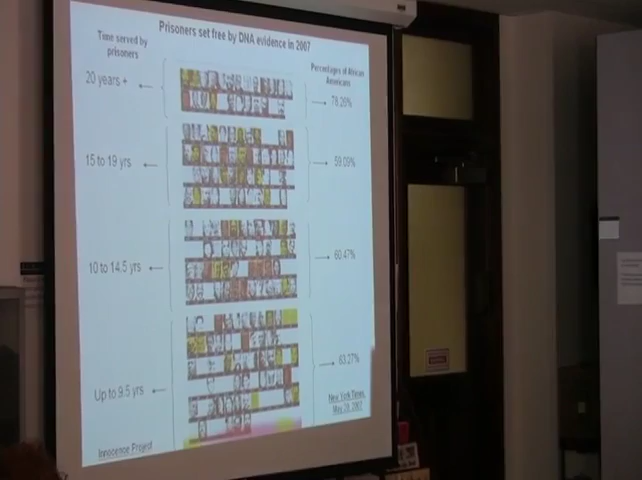 Prisoners set free by DNA evidence in 2007
Time served by
prisoners
Percentages of African
Americans
20 years +
78.26%
15 to 19 yrs
59.09%
10 to 14.5 yrs
60.47%
Up to 9.5 yrs
63.27%
New York Times,
May 20, 2007
Innocence Project